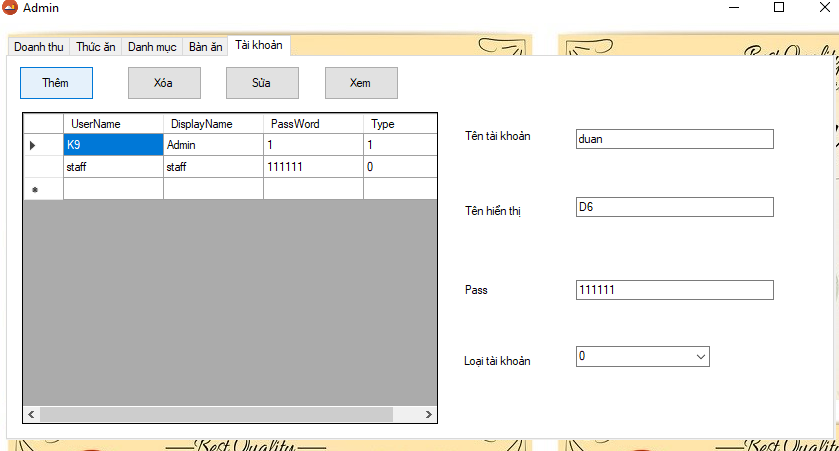 Admin
Doanh thu Thức ăn Danh mục Bàn ăn Tài khoản
Thêm Xóa Sửa Xem
UserName DisplayName PassWord Type
K9 Admin 1 1
staff staff 111111 0
Tên tài khoản duan
Tên hiển thị D6
Pass 111111
Loại tài khoản 0
Best Quality